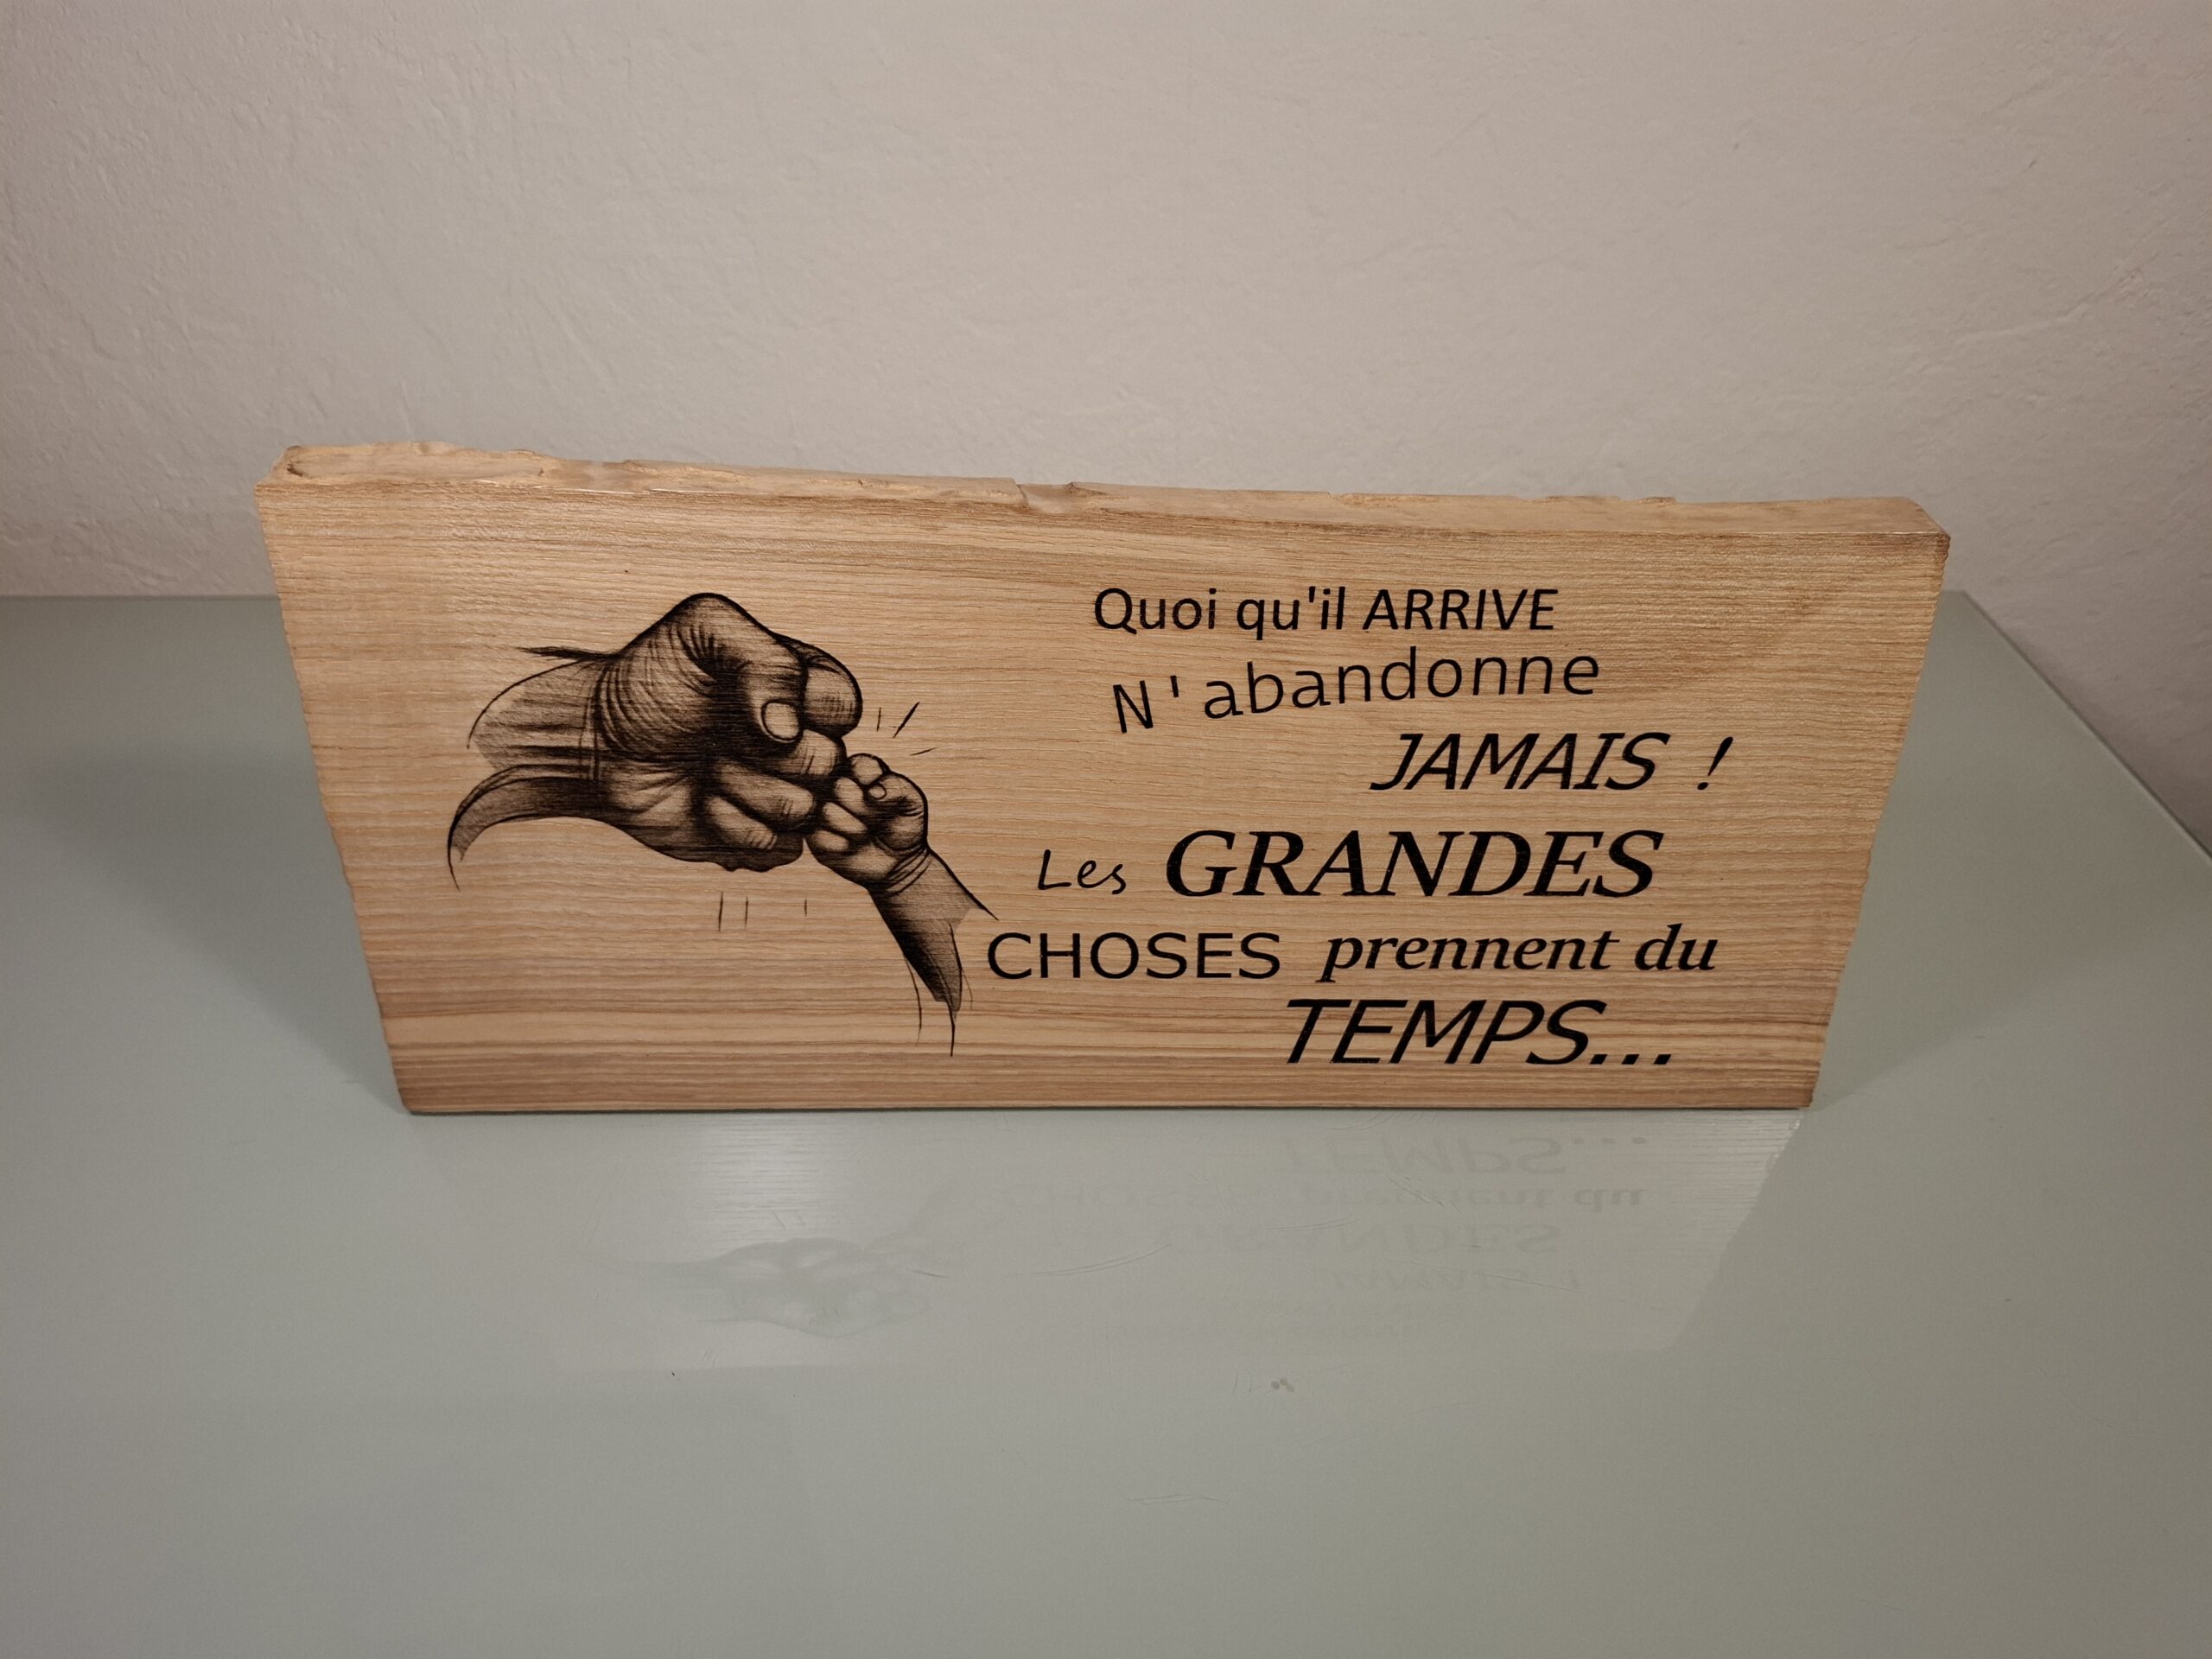 Quoi qu'il ARRIVE
N'abandonne
JAMAIS !
Les GRANDES
CHOSES prennent du
TEMPS...